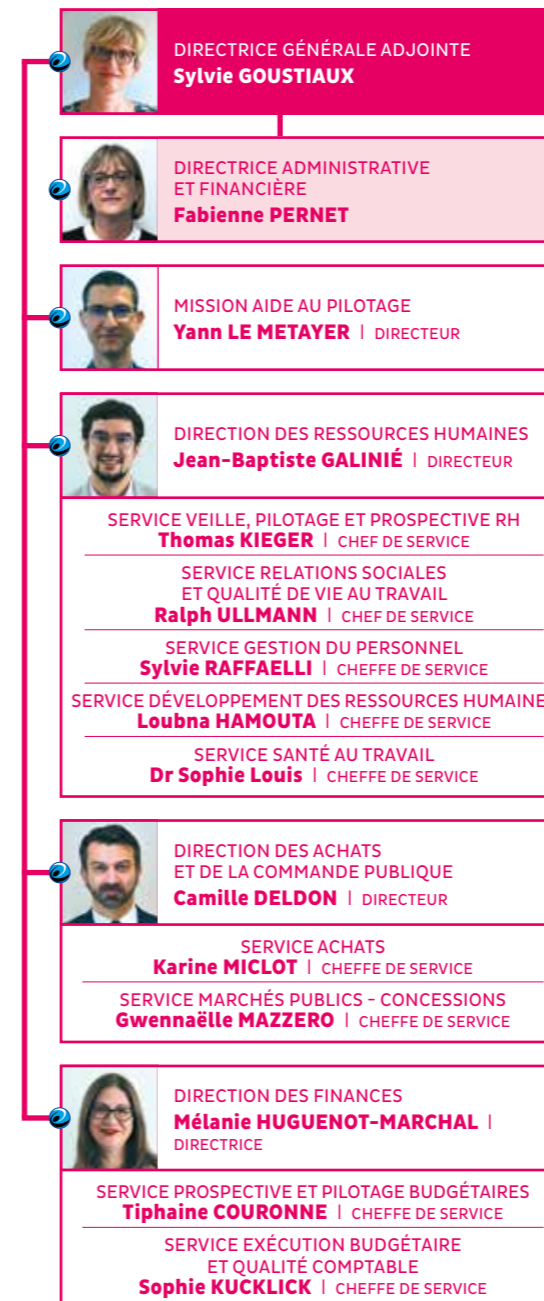 DIRECTRICE GÉNÉRALE ADJOINTE
Sylvie GOUSTIAUX
DIRECTRICE ADMINISTRATIVE
ET FINANCIÈRE
Fabienne PERNET
MISSION AIDE AU PILOTAGE
Yann LE METAYER | DIRECTEUR
DIRECTION DES RESSOURCES HUMAINES
Jean-Baptiste GALINIÉ | DIRECTEUR
SERVICE VEILLE, PILOTAGE ET PROSPECTIVE RH
Thomas KIEGER | CHEF DE SERVICE
SERVICE RELATIONS SOCIALES
ET QUALITÉ DE VIE AU TRAVAIL
Ralph ULLMANN | CHEF DE SERVICE
SERVICE GESTION DU PERSONNEL
Sylvie RAFFAELLI | CHEFFE DE SERVICE
SERVICE DÉVELOPPEMENT DES RESSOURCES HUMAINE
Loubna HAMOUTA | CHEFFE DE SERVICE
SERVICE SANTÉ AU TRAVAIL
Dr Sophie Louis | CHEFFE DE SERVICE
DIRECTION DES ACHATS
ET DE LA COMMANDE PUBLIQUE
Camille DELDON | DIRECTEUR
SERVICE ACHATS
Karine MICLOT | CHEFFE DE SERVICE
SERVICE MARCHÉS PUBLICS - CONCESSIONS
Gwennaëlle MAZZERO | CHEFFE DE SERVICE
DIRECTION DES FINANCES
Mélanie HUGUENOT-MARCHAL |
DIRECTRICE
SERVICE PROSPECTIVE ET PILOTAGE BUDGÉTAIRES
Tiphaine COURONNE | CHEFFE DE SERVICE
SERVICE EXÉCUTION BUDGÉTAIRE
ET QUALITÉ COMPTABLE
Sophie KUCKLICK | CHEFFE DE SERVICE